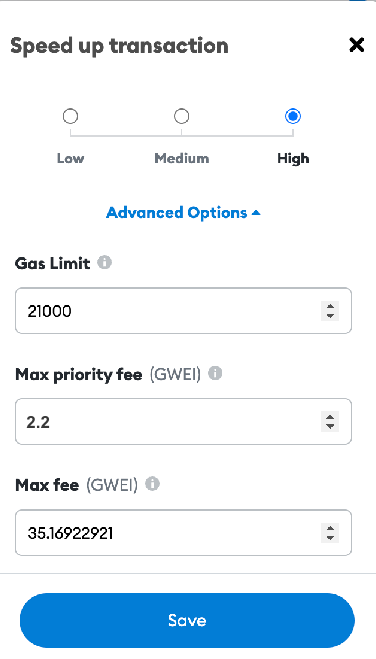 Speed up transaction
Low Medium High
Advanced Options
Gas Limit
21000
Max priority fee (GWEI)
2.2
Max fee (GWEI)
35.16922921
Save